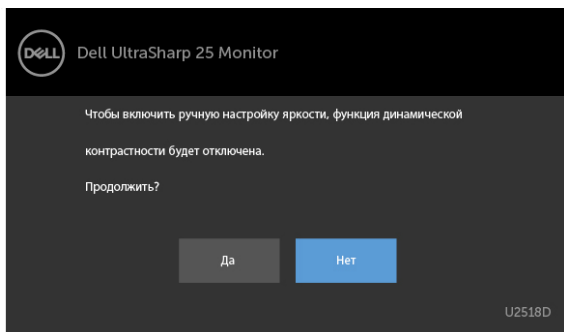 DELL
Dell UltraSharp 25 Monitor
Чтобы включить ручную настройку яркости, функция динамической
контрастности будет отключена.
Продолжить?
Да
Нет
U2518D